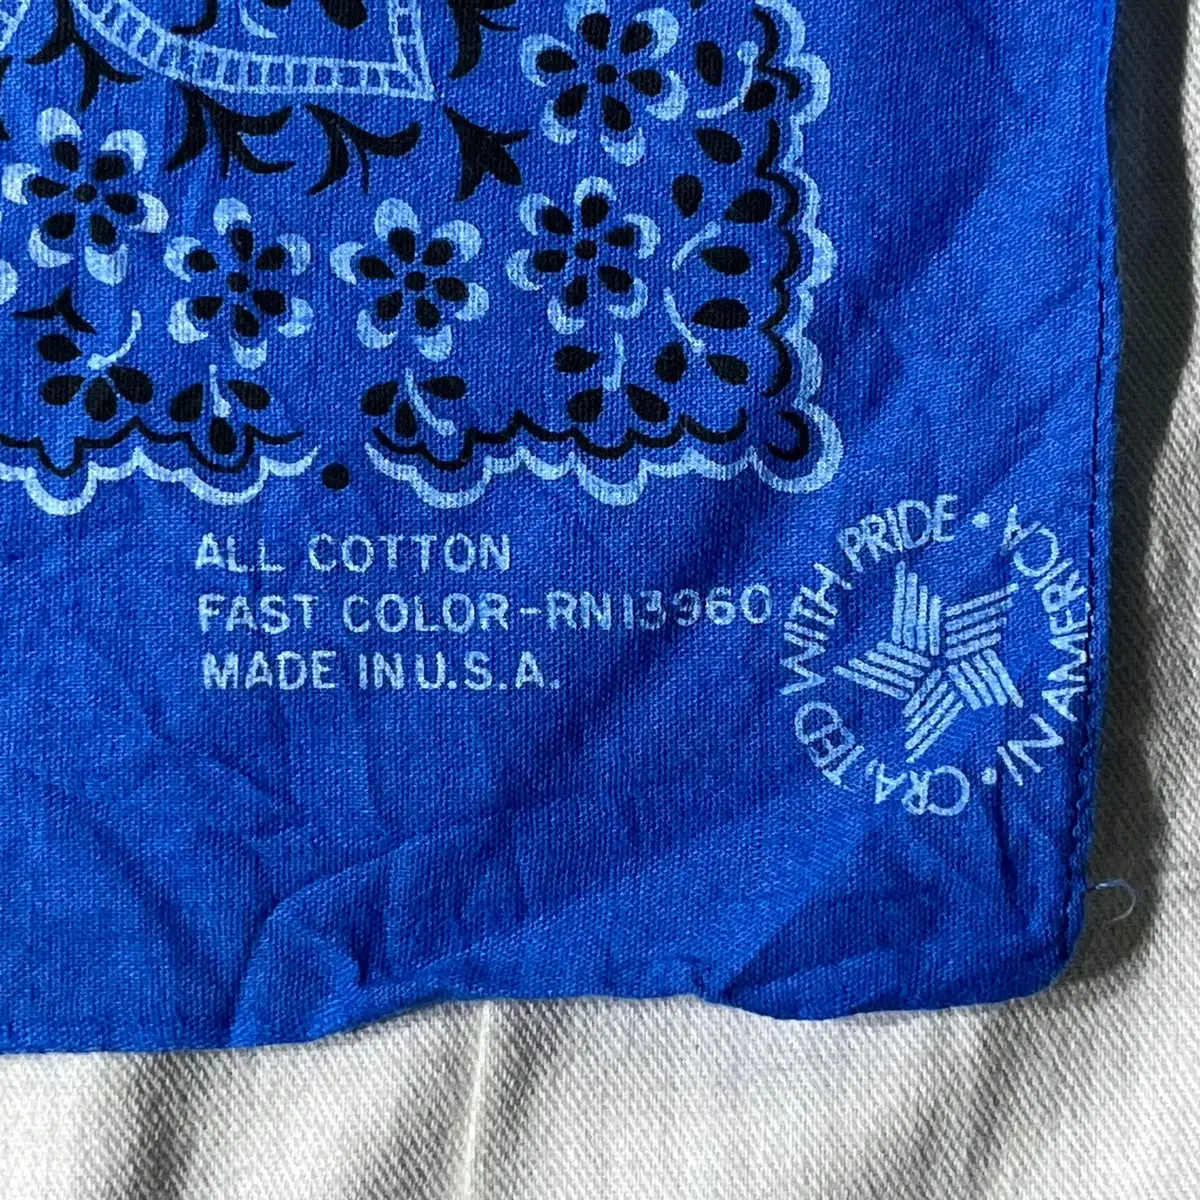 ALL COTTON
FAST COLOR-RN13960
MADE IN U.S.A.
CRAFTED WITH PRIDE • IN AMERICA •